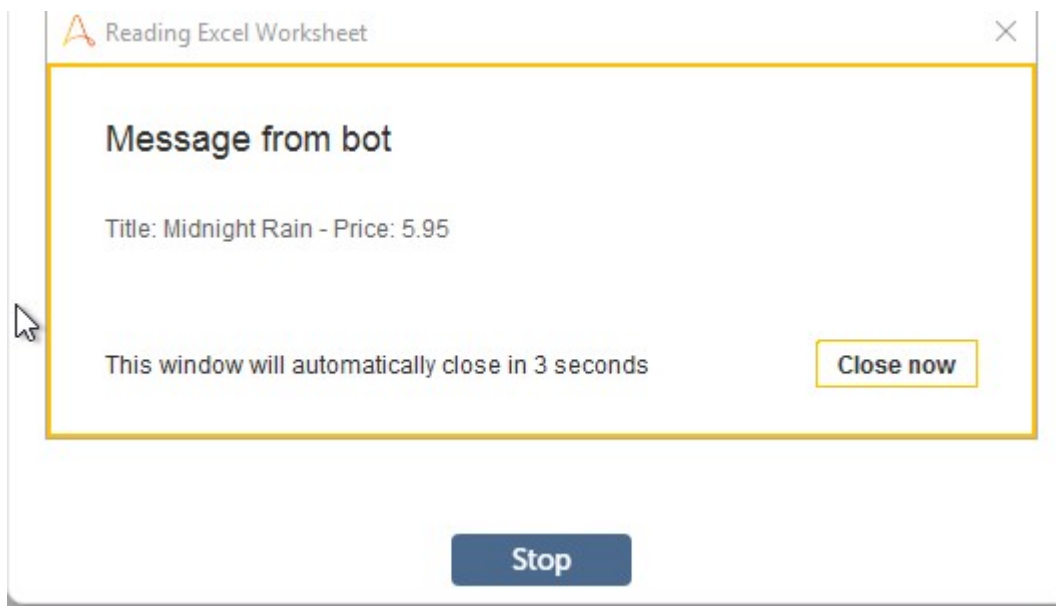 Reading Excel Worksheet
Message from bot
Title: Midnight Rain - Price: 5.95
This window will automatically close in 3 seconds
Close now
Stop